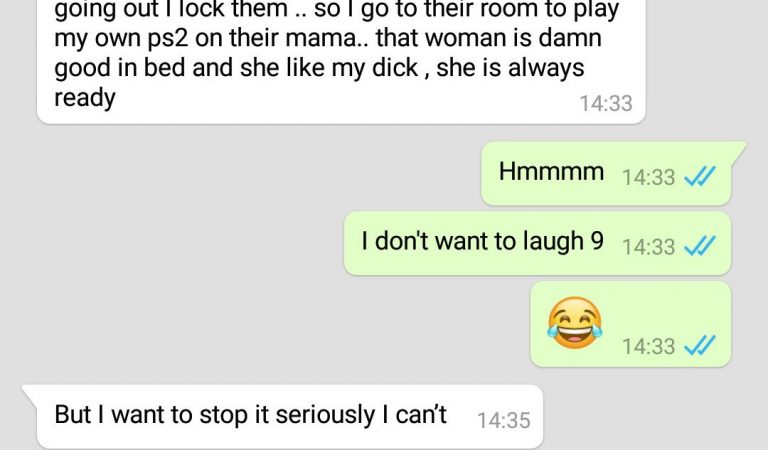 going out I lock them .. so I go to their room to play
my own ps2 on their mama.. that woman is damn
good in bed and she like my dick , she is always
ready
14:33
Hmmmm 14:33
I don't want to laugh 9 14:33
14:33
But I want to stop it seriously I can’t 14:35